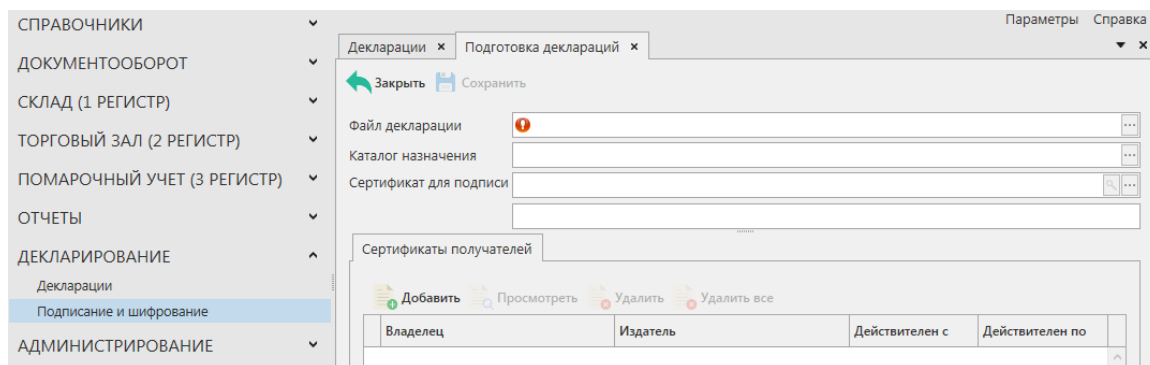 СПРАВОЧНИКИ
ДОКУМЕНТООБОРОТ
СКЛАД (1 РЕГИСТР)
ТОРГОВЫЙ ЗАЛ (2 РЕГИСТР)
ПОМАРОЧНЫЙ УЧЕТ (3 РЕГИСТР)
ОТЧЕТЫ
ДЕКЛАРИРОВАНИЕ
Декларации
Подписание и шифрование
АДМИНИСТРИРОВАНИЕ
Параметры Справка
Декларации Подготовка деклараций
Закрыть Сохранить
Файл декларации
Каталог назначения
Сертификат для подписи
Сертификаты получателей
Добавить Просмотреть Удалить Удалить все
Владелец Издатель Действителен с Действителен по